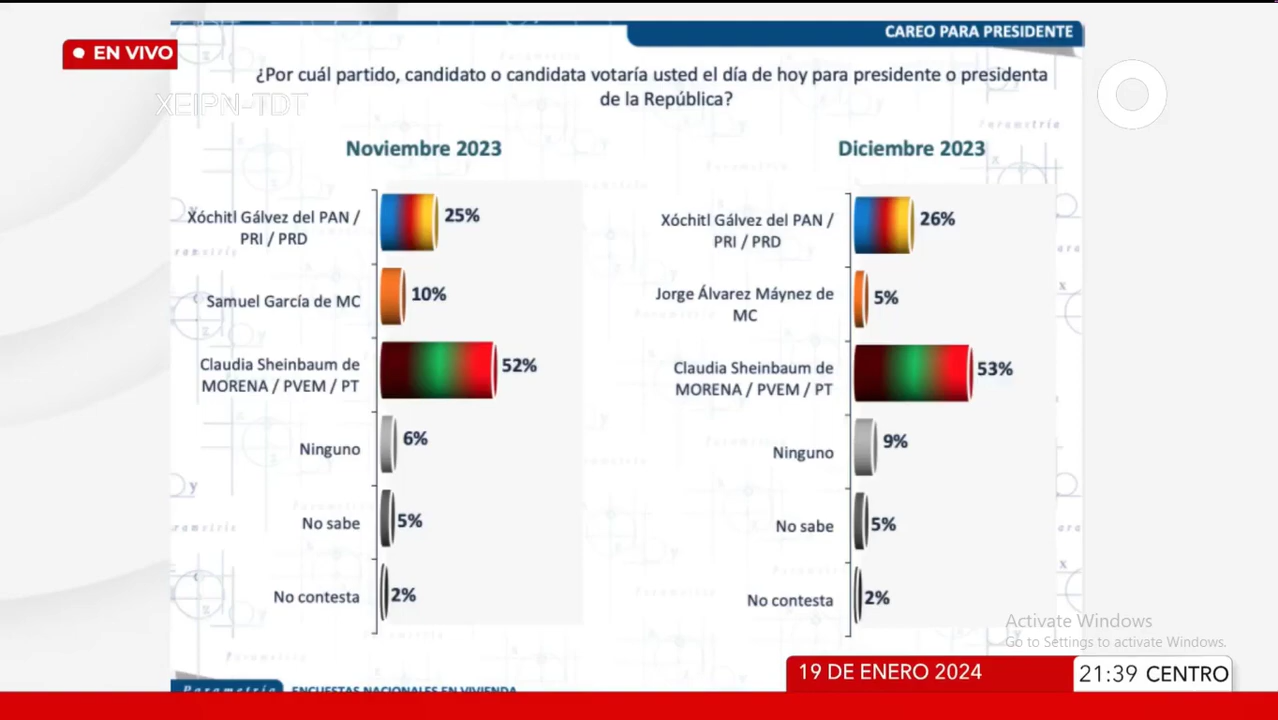 CAREO PARA PRESIDENTE
EN VIVO
¿Por cuál partido, candidato o candidata votaría usted el día de hoy para presidente o presidenta
de la República?
XEIPN-TDT
Parametría
Noviembre 2023
Xóchitl Gálvez del PAN /
PRI / PRD
25%
Samuel García de MC
10%
Claudia Sheinbaum de
MORENA / PVEM / PT
52%
Ninguno
6%
No sabe
5%
No contesta
2%
Diciembre 2023
Xóchitl Gálvez del PAN /
PRI / PRD
26%
Jorge Álvarez Máynez de
MC
5%
Claudia Sheinbaum de
MORENA / PVEM / PT
53%
Ninguno
9%
No sabe
5%
No contesta
2%
Activate Windows
Go to Settings to activate Windows.
19 DE ENERO 2024
21:39 CENTRO
Parametría
ENCUESTAS NACIONALES EN VIVIENDA